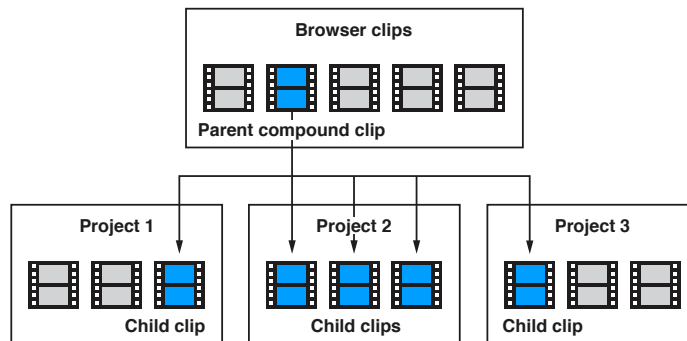 Browser clips
Parent compound clip
Project 1
Project 2
Project 3
Child clip
Child clips
Child clip